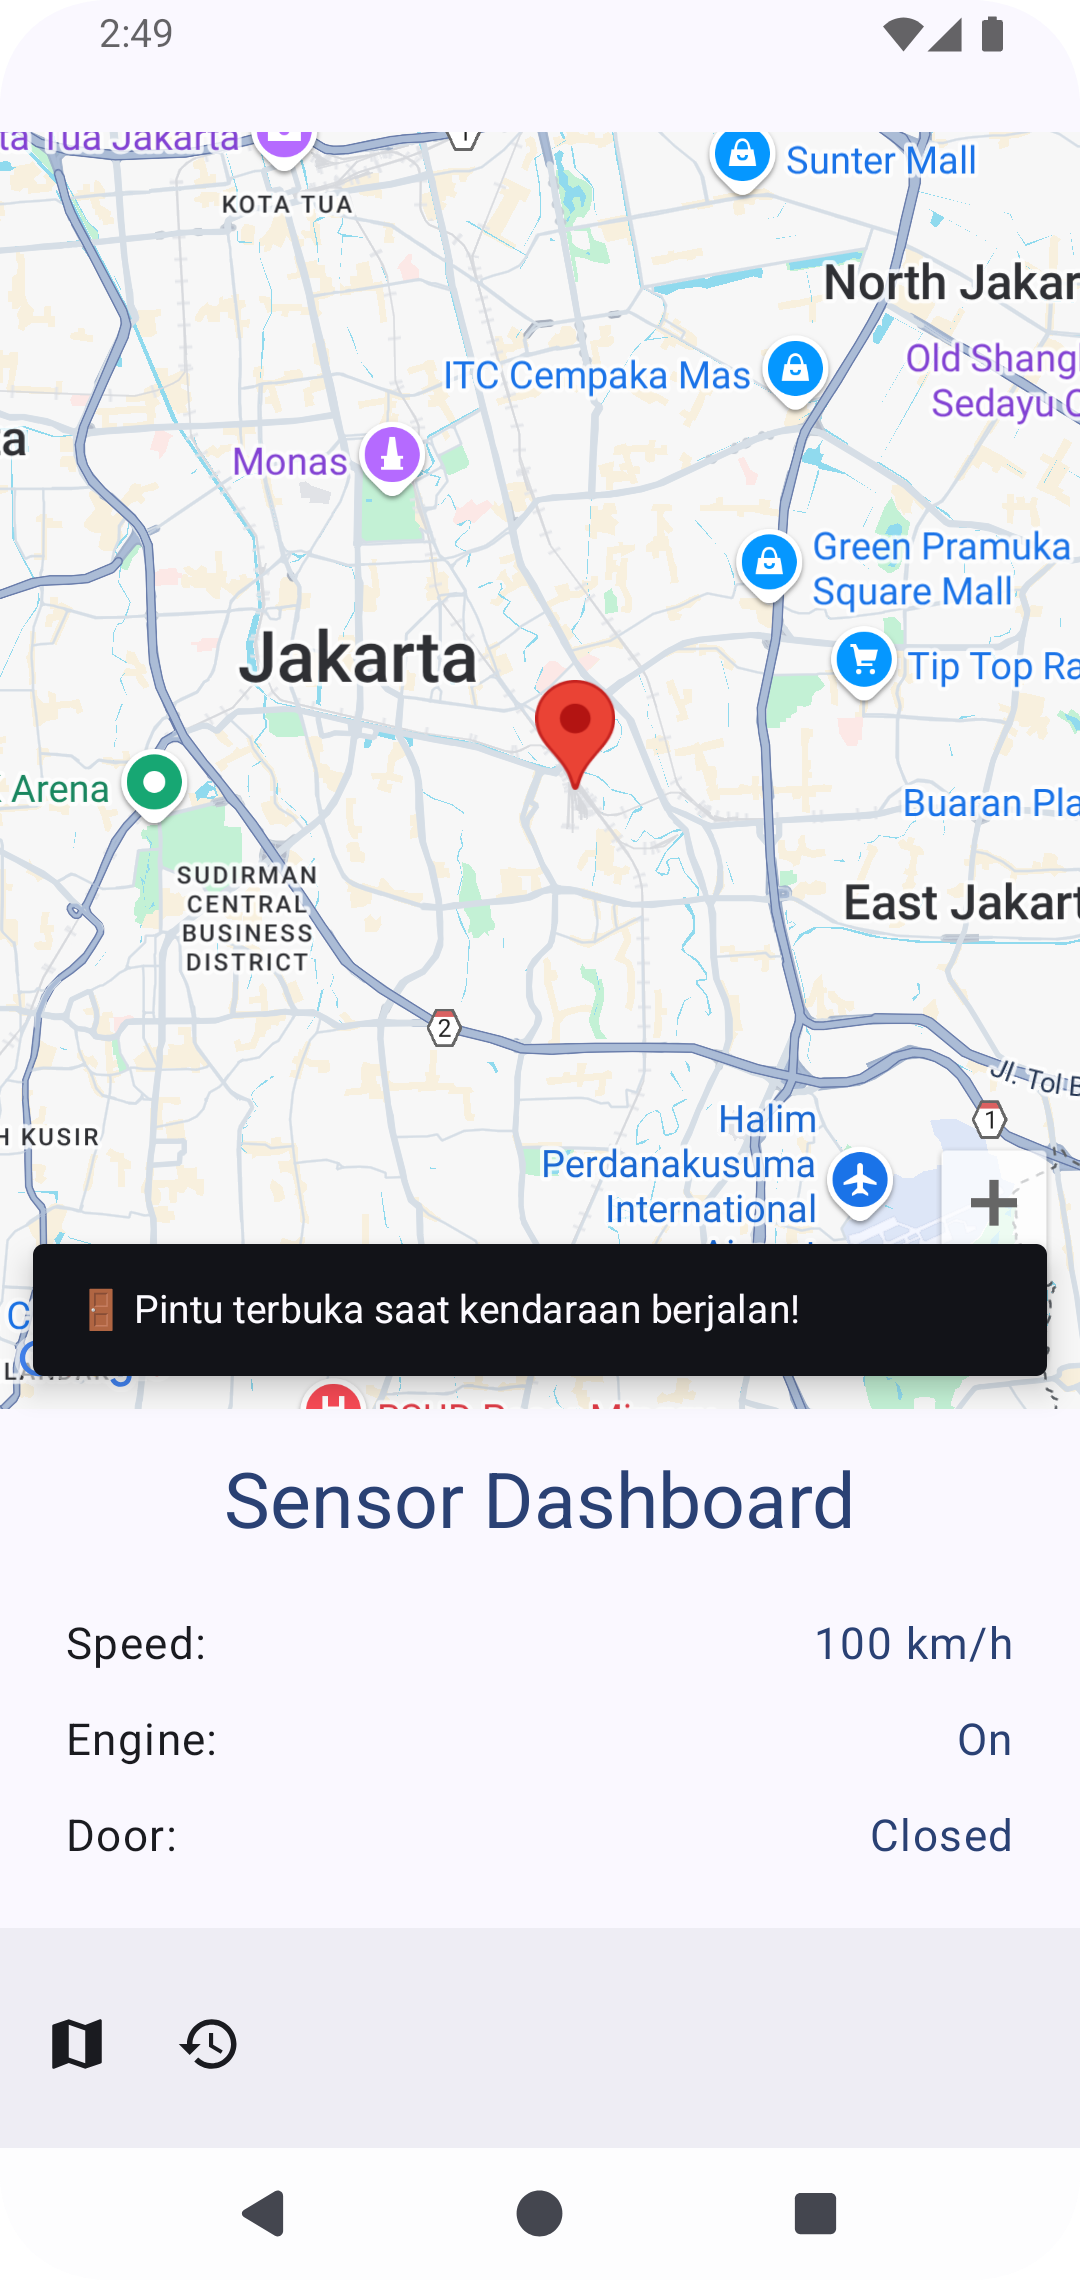 2:49
ta Tua Jakarta
1
Sunter Mall
KOTA TUA
North Jakar
Old Shang
Sedayu C
ITC Cempaka Mas
ta
Monas
Green Pramuka
Square Mall
Jakarta
Tip Top Ra
Arena
Buaran Pla
SUDIRMAN
CENTRAL
BUSINESS
DISTRICT
East Jakart
2
Jl. Tol B
1
H KUSIR
Halim
Perdanakusuma
International
🚪 Pintu terbuka saat kendaraan berjalan!
C
Sensor Dashboard
Speed: 100 km/h
Engine: On
Door: Closed